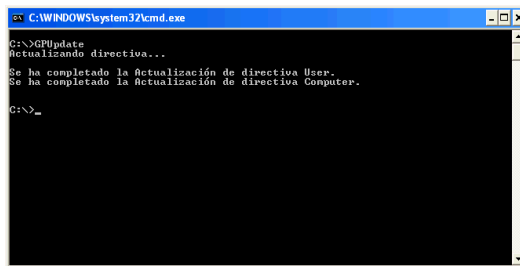 C:\WINDOWS\system32\cmd.exe
C:\>GPUpdate
Actualizando directiva...
Se ha completado la Actualización de directiva User.
Se ha completado la Actualización de directiva Computer.
C:\>_